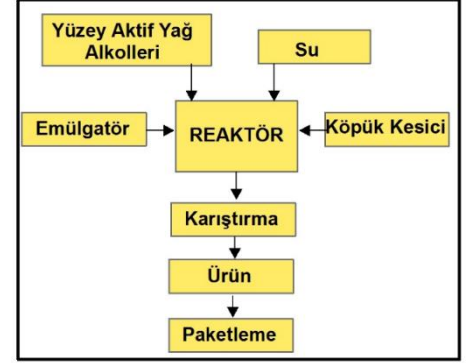 Yüzey Aktif Yağ
Alkolleri
Su
Emülgatör
REAKTÖR
Köpük Kesici
Karıştırma
Ürün
Paketleme